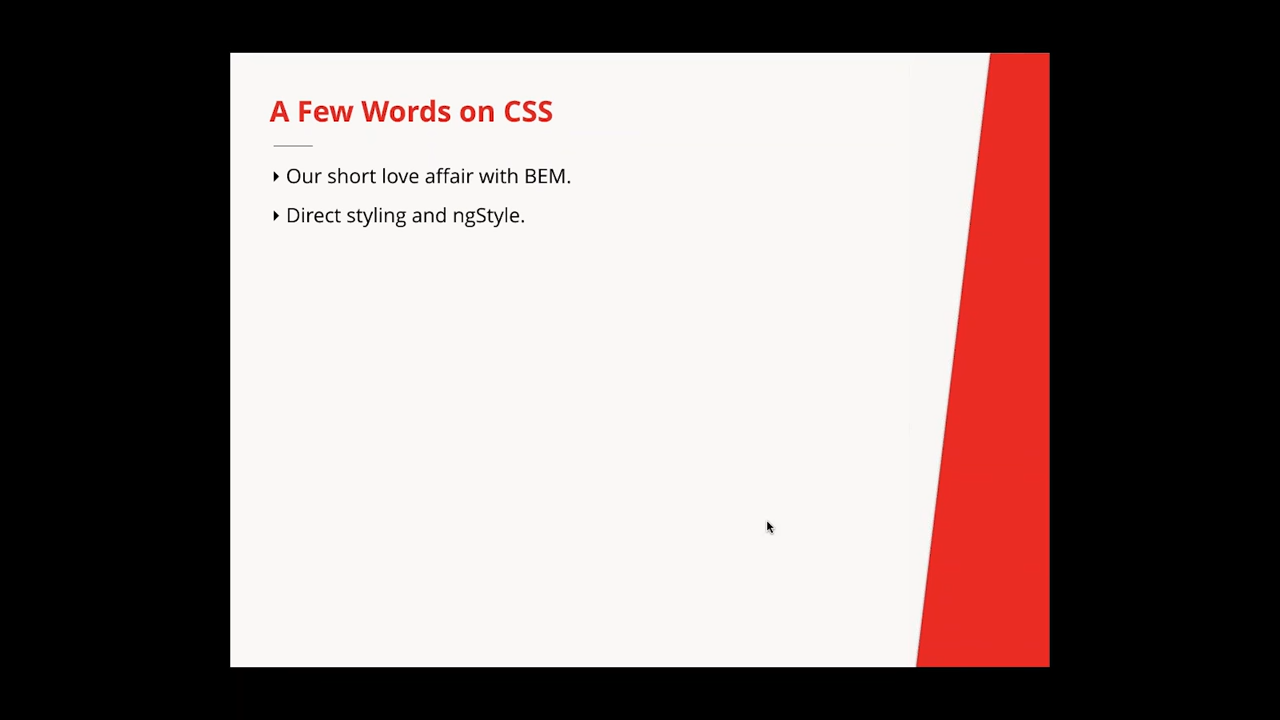 A Few Words on CSS
Our short love affair with BEM.
Direct styling and ngStyle.